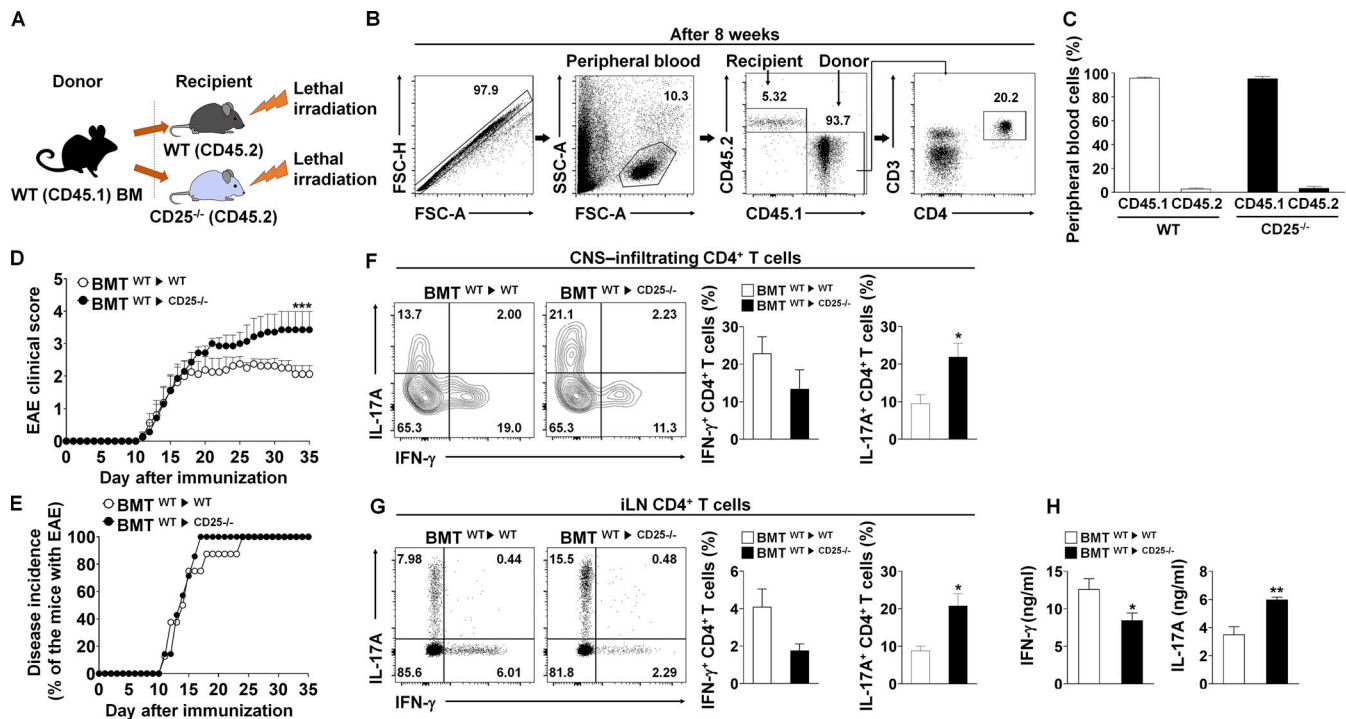 A
Donor
Recipient
Lethal
irradiation
WT (CD45.2)
Lethal
irradiation
WT (CD45.1) BM
CD25-/- (CD45.2)
B
After 8 weeks
Peripheral blood
Recipient
Donor
97.9
10.3
5.32
93.7
20.2
FSC-H
FSC-A
SSC-A
FSC-A
CD45.2
CD45.1
CD3
CD4
C
Peripheral blood cells (%)
100
80
60
40
20
0
CD45.1 CD45.2
CD45.1 CD45.2
WT
CD25-/-
D
BMT WT ▶ WT
BMT WT ▶ CD25-/-
EAE clinical score
5
4
3
2
1
0
***
0 5 10 15 20 25 30 35
Day after immunization
E
BMT WT ▶ WT
BMT WT ▶ CD25-/-
Disease incidence
(% of the mice with EAE)
100
80
60
40
20
0
0 5 10 15 20 25 30 35
Day after immunization
F
CNS–infiltrating CD4+ T cells
BMT WT ▶ WT
BMT WT ▶ CD25-/-
13.7
2.00
65.3
19.0
21.1
2.23
65.3
11.3
IL-17A
IFN-γ
BMT WT ▶ WT
BMT WT ▶ CD25-/-
IFN-γ+ CD4+ T cells (%)
30
20
10
0
IL-17A+ CD4+ T cells (%)
30
20
10
0
*
G
iLN CD4+ T cells
BMT WT ▶ WT
BMT WT ▶ CD25-/-
7.98
0.44
85.6
6.01
15.5
0.48
81.8
2.29
IL-17A
IFN-γ
BMT WT ▶ WT
BMT WT ▶ CD25-/-
IFN-γ+ CD4+ T cells (%)
6
4
2
0
IL-17A+ CD4+ T cells (%)
30
20
10
0
*
H
BMT WT ▶ WT
BMT WT ▶ CD25-/-
IFN-γ (ng/ml)
15
10
5
0
*
IL-17A (ng/ml)
8
6
4
2
0
**